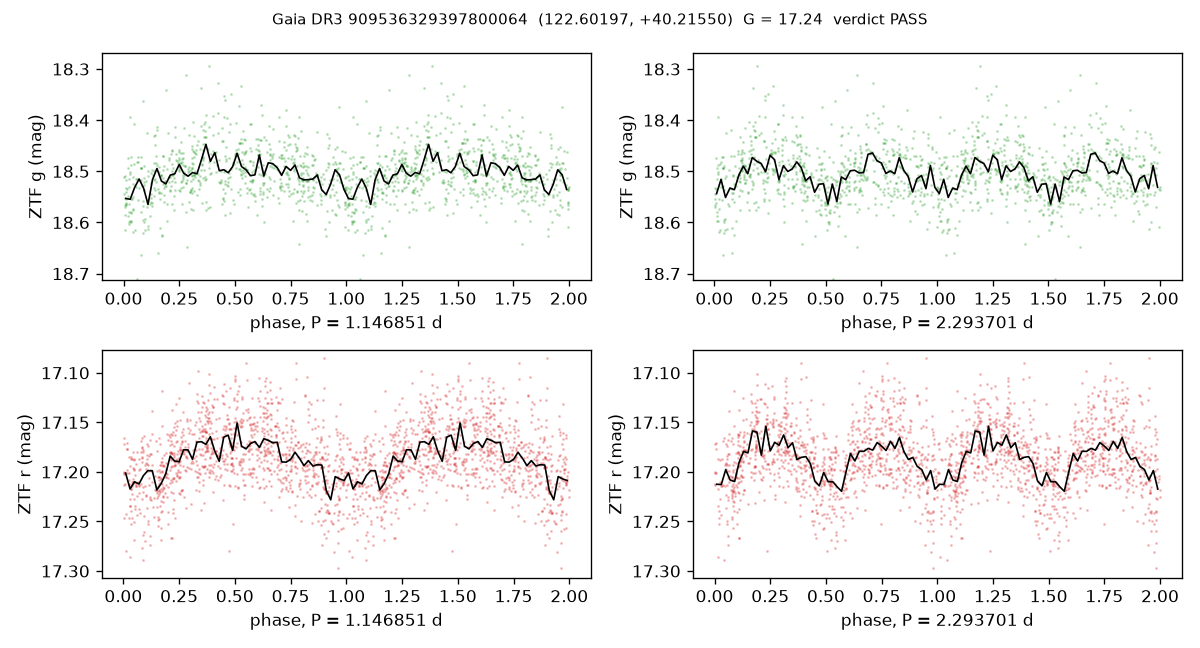 Gaia DR3 909536329397800064 (122.60197, +40.21550) G = 17.24 verdict PASS
ZTF g (mag)
18.3
18.4
18.5
18.6
18.7
0.00 0.25 0.50 0.75 1.00 1.25 1.50 1.75 2.00
phase, P = 1.146851 d
ZTF g (mag)
18.3
18.4
18.5
18.6
18.7
0.00 0.25 0.50 0.75 1.00 1.25 1.50 1.75 2.00
phase, P = 2.293701 d
ZTF r (mag)
17.10
17.15
17.20
17.25
17.30
0.00 0.25 0.50 0.75 1.00 1.25 1.50 1.75 2.00
phase, P = 1.146851 d
ZTF r (mag)
17.10
17.15
17.20
17.25
17.30
0.00 0.25 0.50 0.75 1.00 1.25 1.50 1.75 2.00
phase, P = 2.293701 d